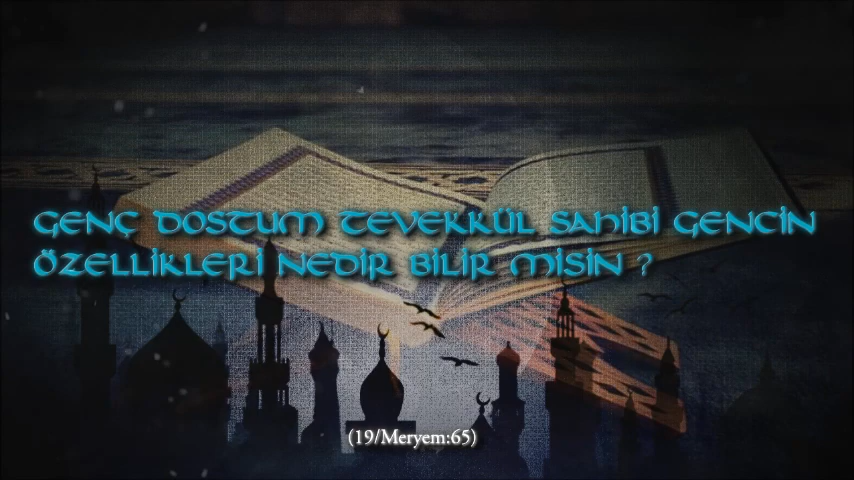 GENÇ DOSTUM TEVEKKÜL SAHİBİ GENCİN
ÖZELLİKLERİ NEDİR BİLİR MİSİN ?
(19/Meryem:65)